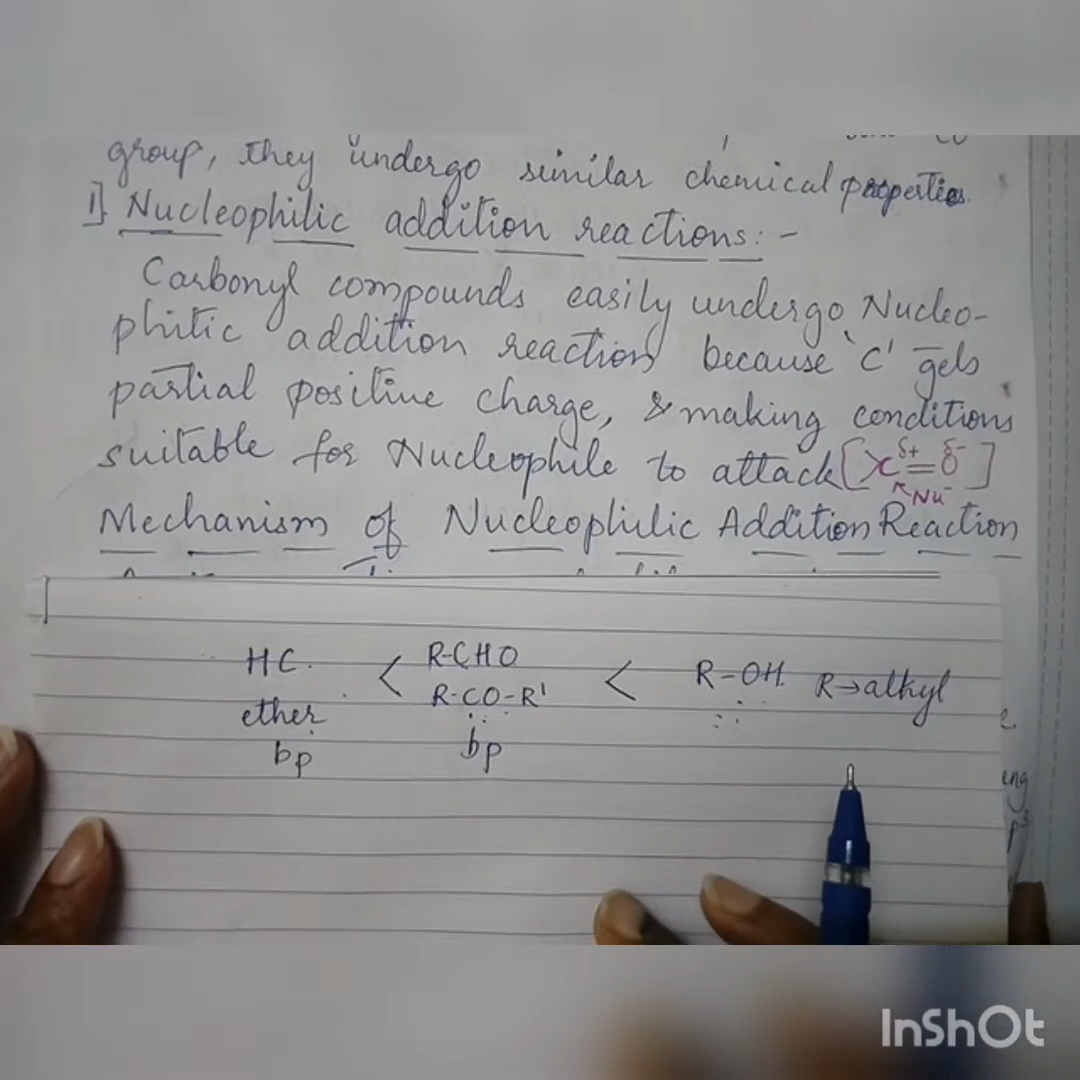 group, they undergo similar chemical properties.
1] Nucleophilic addition reactions:-
Carbonyl compounds easily undergo Nucleo-
philic addition reaction because 'C' gets
partial positive charge, & making conditions
suitable for Nucleophile to attack [>C^δ+=O^δ-]
Nu⁻
Mechanism of Nucleophilic Addition Reaction
HC. < R-CHO < R-OH. R→alkyl
ether R-CO-R'
bp bp
InShOt